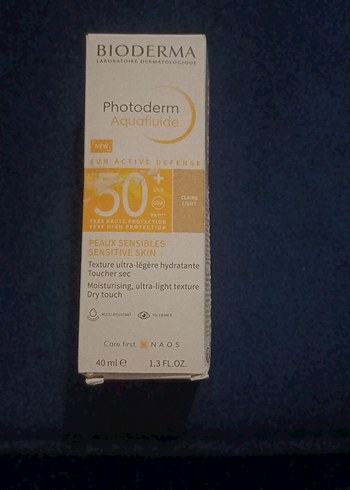 BIODERMA
LABORATOIRE DERMATOLOGIQUE
Photoderm
Aquafluide
NEW
SUN ACTIVE DEFENSE
50+
CLAIRE
LIGHT
TRÈS HAUTE PROTECTION
VERY HIGH PROTECTION
PEAUX SENSIBLES
SENSITIVE SKIN
Texture ultra-légère hydratante
Toucher sec
Moisturising, ultra-light texture
Dry touch
Care first NAOS
40 ml e 1.3 FL.OZ.